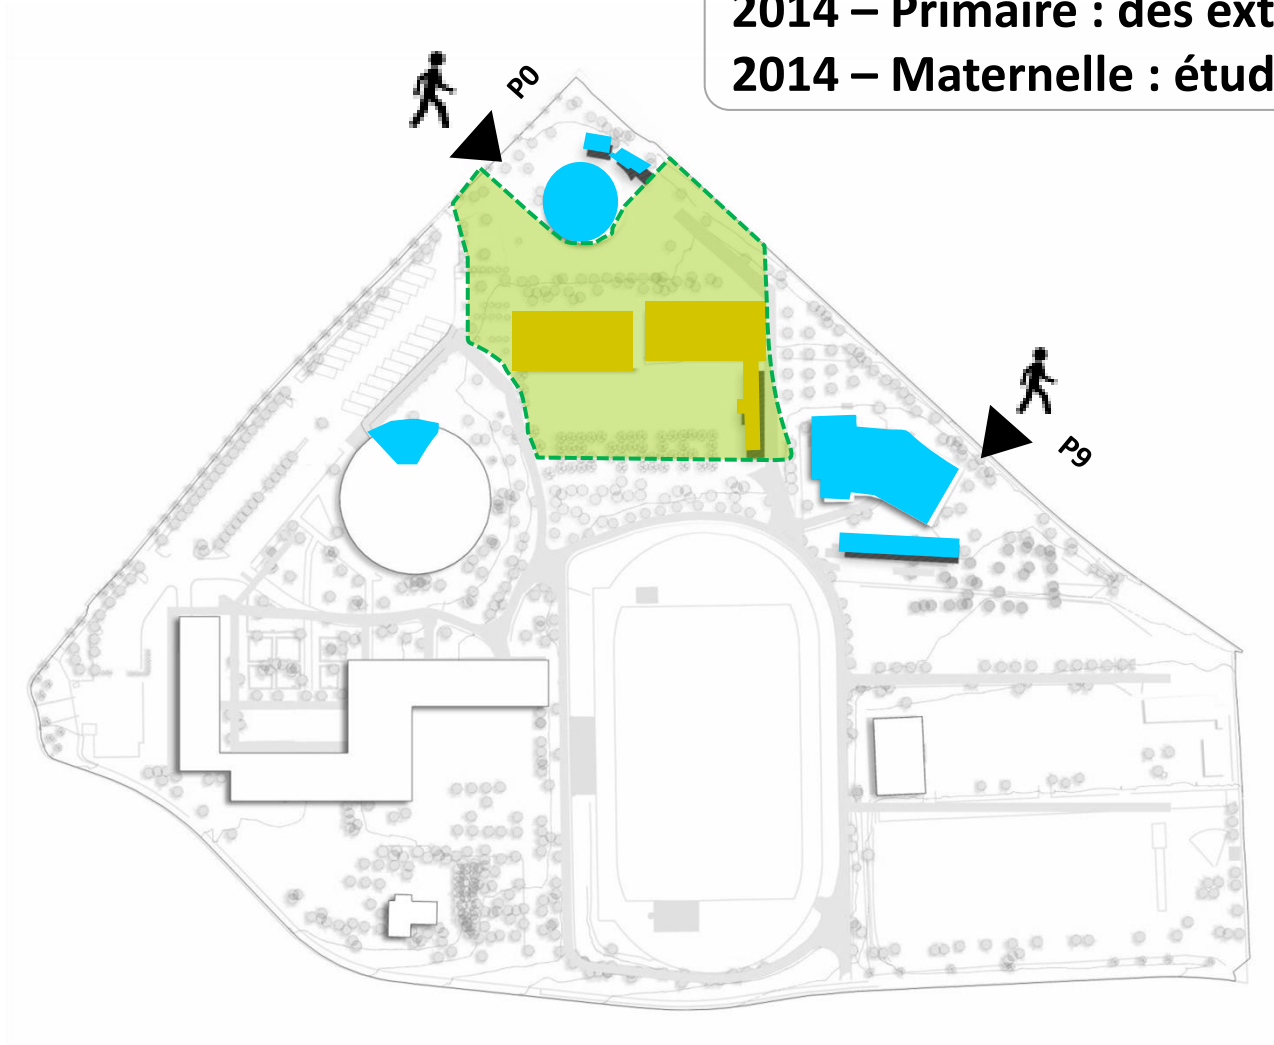 2014 – Primaire : des ext
2014 – Maternelle : étud
P0
P9